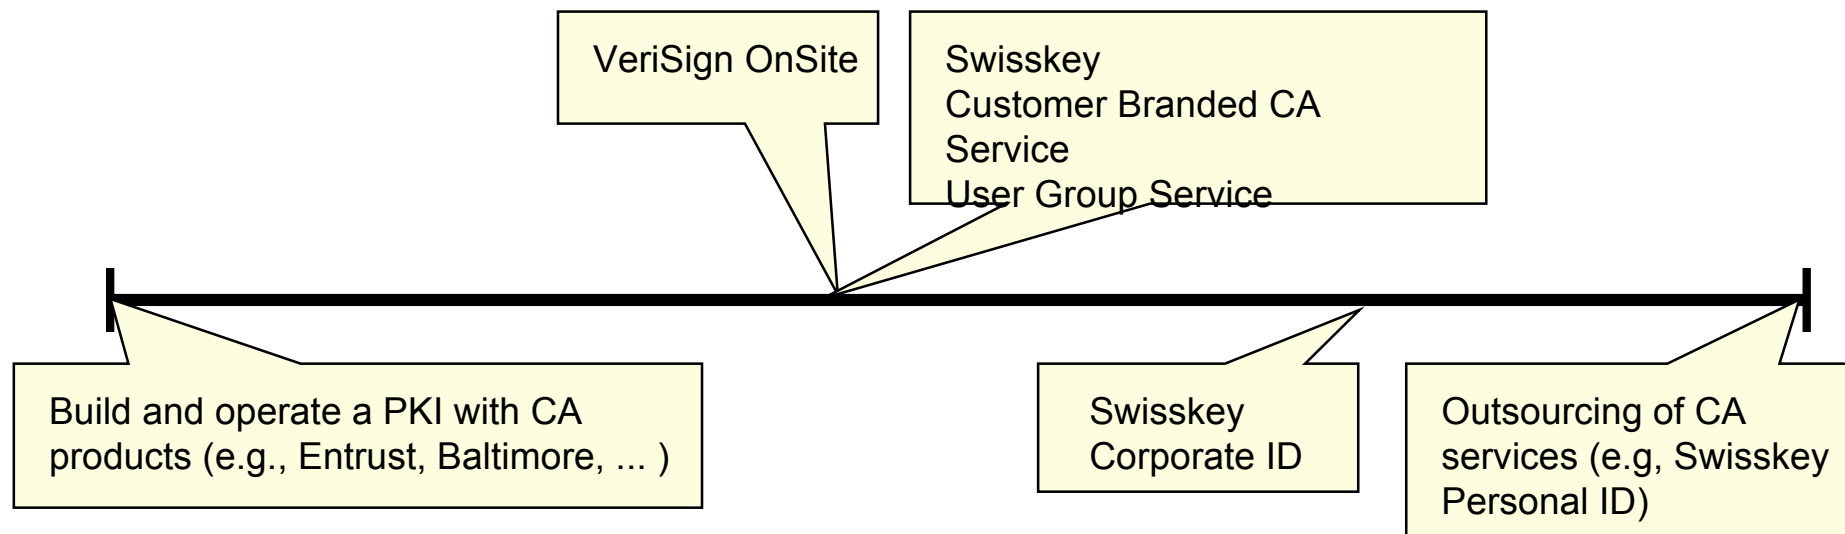 VeriSign OnSite
Swisskey
Customer Branded CA
Service
User Group Service
Build and operate a PKI with CA
products (e.g., Entrust, Baltimore, ... )
Swisskey
Corporate ID
Outsourcing of CA
services (e.g, Swisskey
Personal ID)